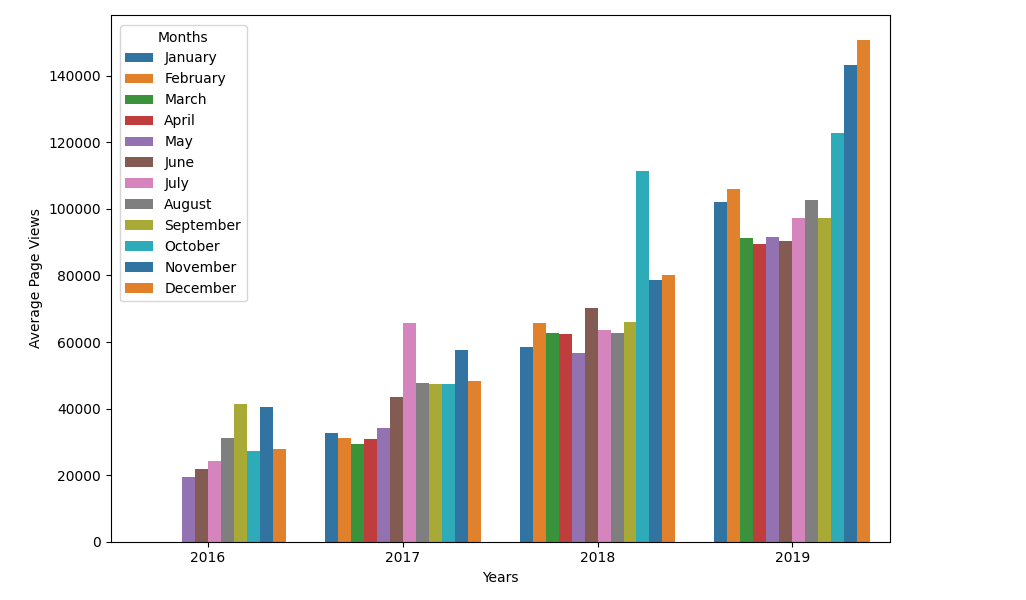 Months
January
February
March
April
May
June
July
August
September
October
November
December
140000
120000
100000
80000
60000
40000
20000
0
Average Page Views
2016 2017 2018 2019
Years